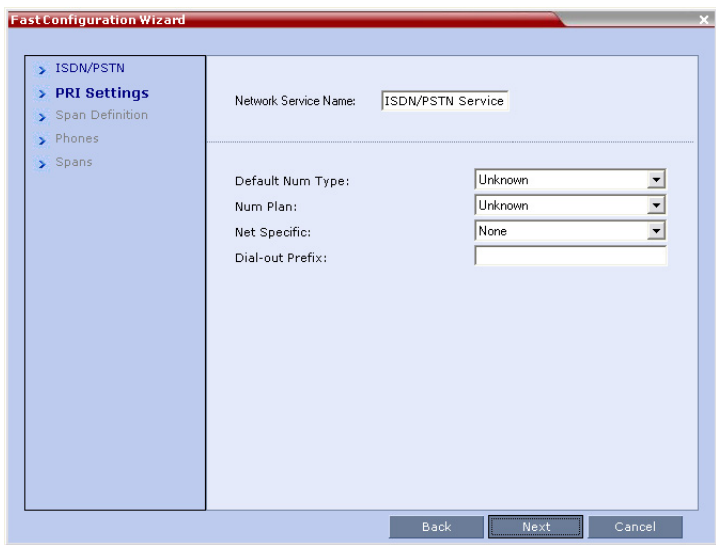 Fast Configuration Wizard
ISDN/PSTN
PRI Settings
Span Definition
Phones
Spans
Network Service Name: ISDN/PSTN Service
Default Num Type: Unknown
Num Plan: Unknown
Net Specific: None
Dial-out Prefix:
Back Next Cancel